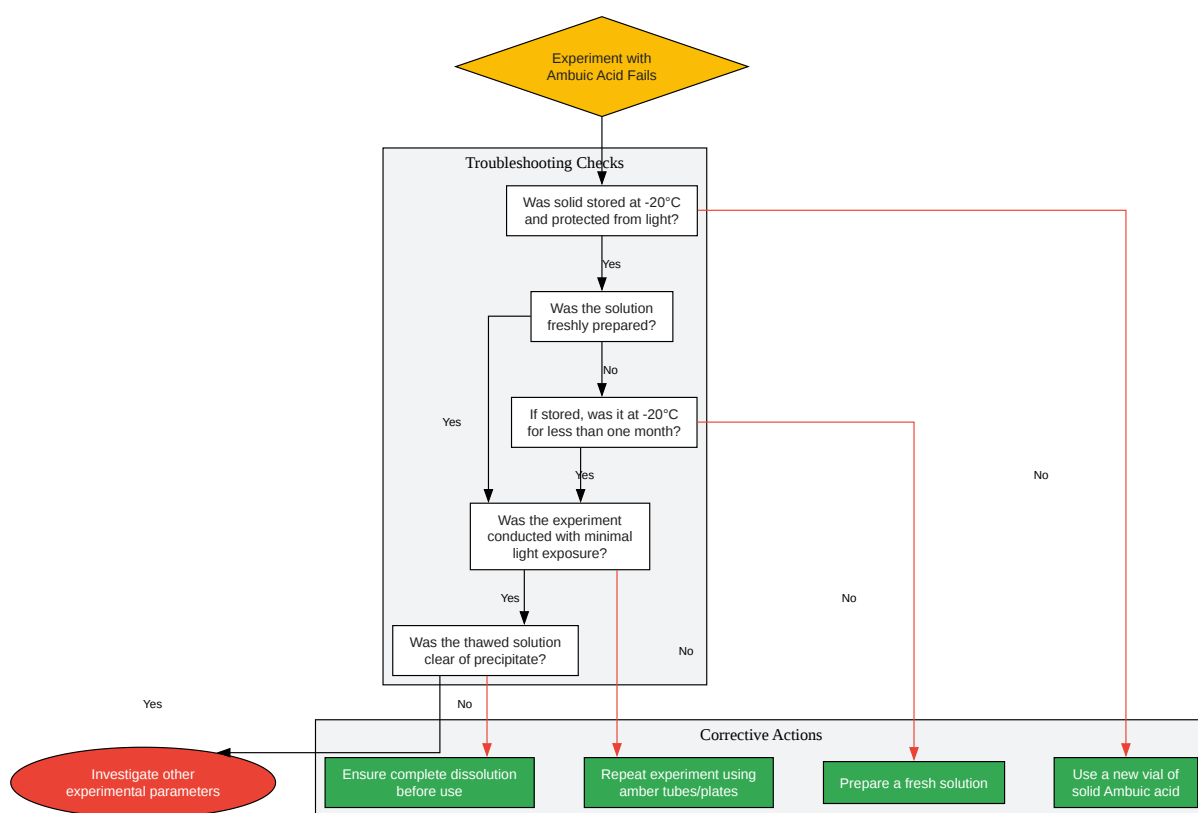 Experiment with
Ambuic Acid Fails
Troubleshooting Checks
Was solid stored at -20°C
and protected from light?
Yes
Was the solution
freshly prepared?
No
If stored, was it at -20°C
for less than one month?
Yes
Yes
No
Was the experiment
conducted with minimal
light exposure?
Yes
No
Was the thawed solution
clear of precipitate?
No
Yes
No
Corrective Actions
Investigate other
experimental parameters
Ensure complete dissolution
before use
Repeat experiment using
amber tubes/plates
Prepare a fresh solution
Use a new vial of
solid Ambuic acid